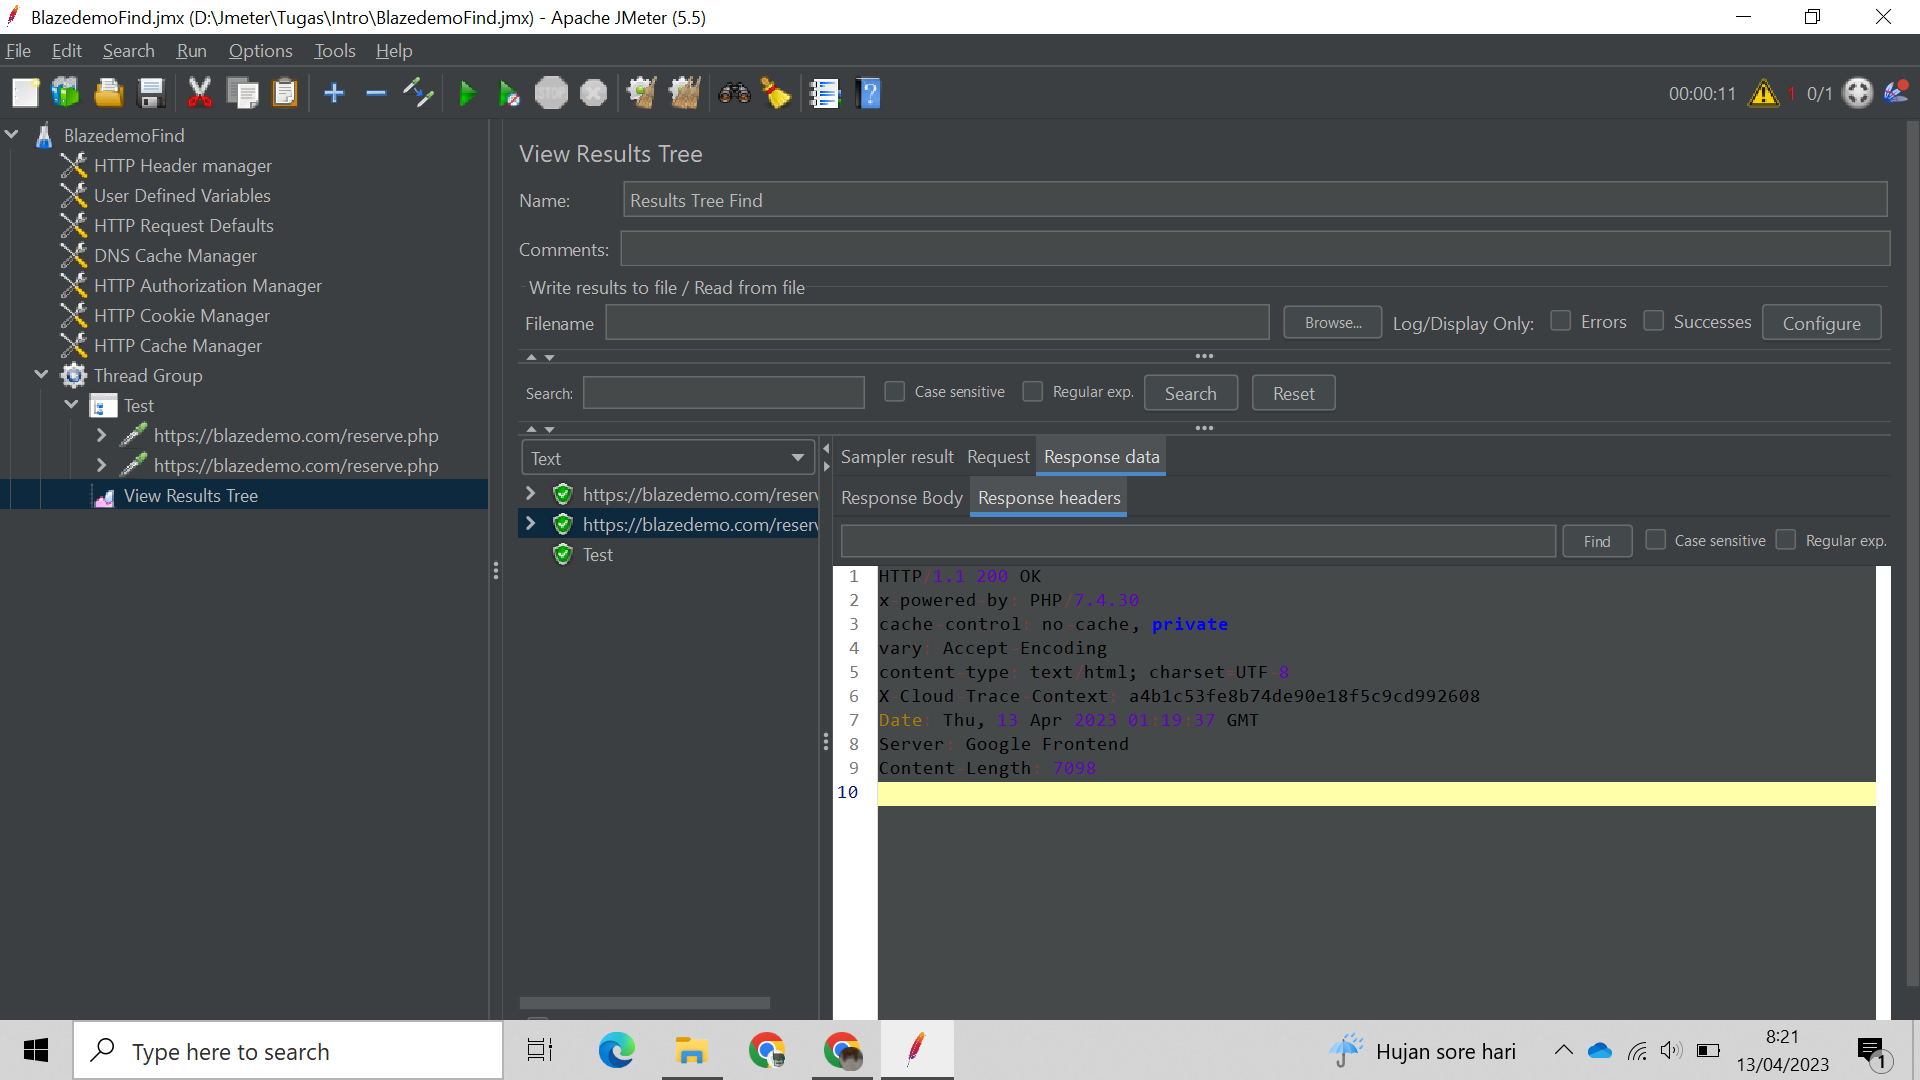 BlazedemoFind.jmx (D:\Jmeter\Tugas\Intro\BlazedemoFind.jmx) - Apache JMeter (5.5)
File Edit Search Run Options Tools Help
STOP
00:00:11 1 0/1
BlazedemoFind
HTTP Header manager
User Defined Variables
HTTP Request Defaults
DNS Cache Manager
HTTP Authorization Manager
HTTP Cookie Manager
HTTP Cache Manager
Thread Group
Test
https://blazedemo.com/reserve.php
https://blazedemo.com/reserve.php
View Results Tree
View Results Tree
Name: Results Tree Find
Comments:
Write results to file / Read from file
Filename Browse... Log/Display Only: Errors Successes Configure
Search: Case sensitive Regular exp. Search Reset
Text
https://blazedemo.com/reserv
https://blazedemo.com/reserv
Test
Sampler result Request Response data
Response Body Response headers
Find Case sensitive Regular exp.
1 HTTP/1.1 200 OK
2 x-powered-by: PHP/7.4.30
3 cache-control: no-cache, private
4 vary: Accept-Encoding
5 content-type: text/html; charset=UTF-8
6 X-Cloud-Trace-Context: a4b1c53fe8b74de90e18f5c9cd992608
7 Date: Thu, 13 Apr 2023 01:19:37 GMT
8 Server: Google Frontend
9 Content-Length: 7098
10
Type here to search
Hujan sore hari
8:21
13/04/2023
1